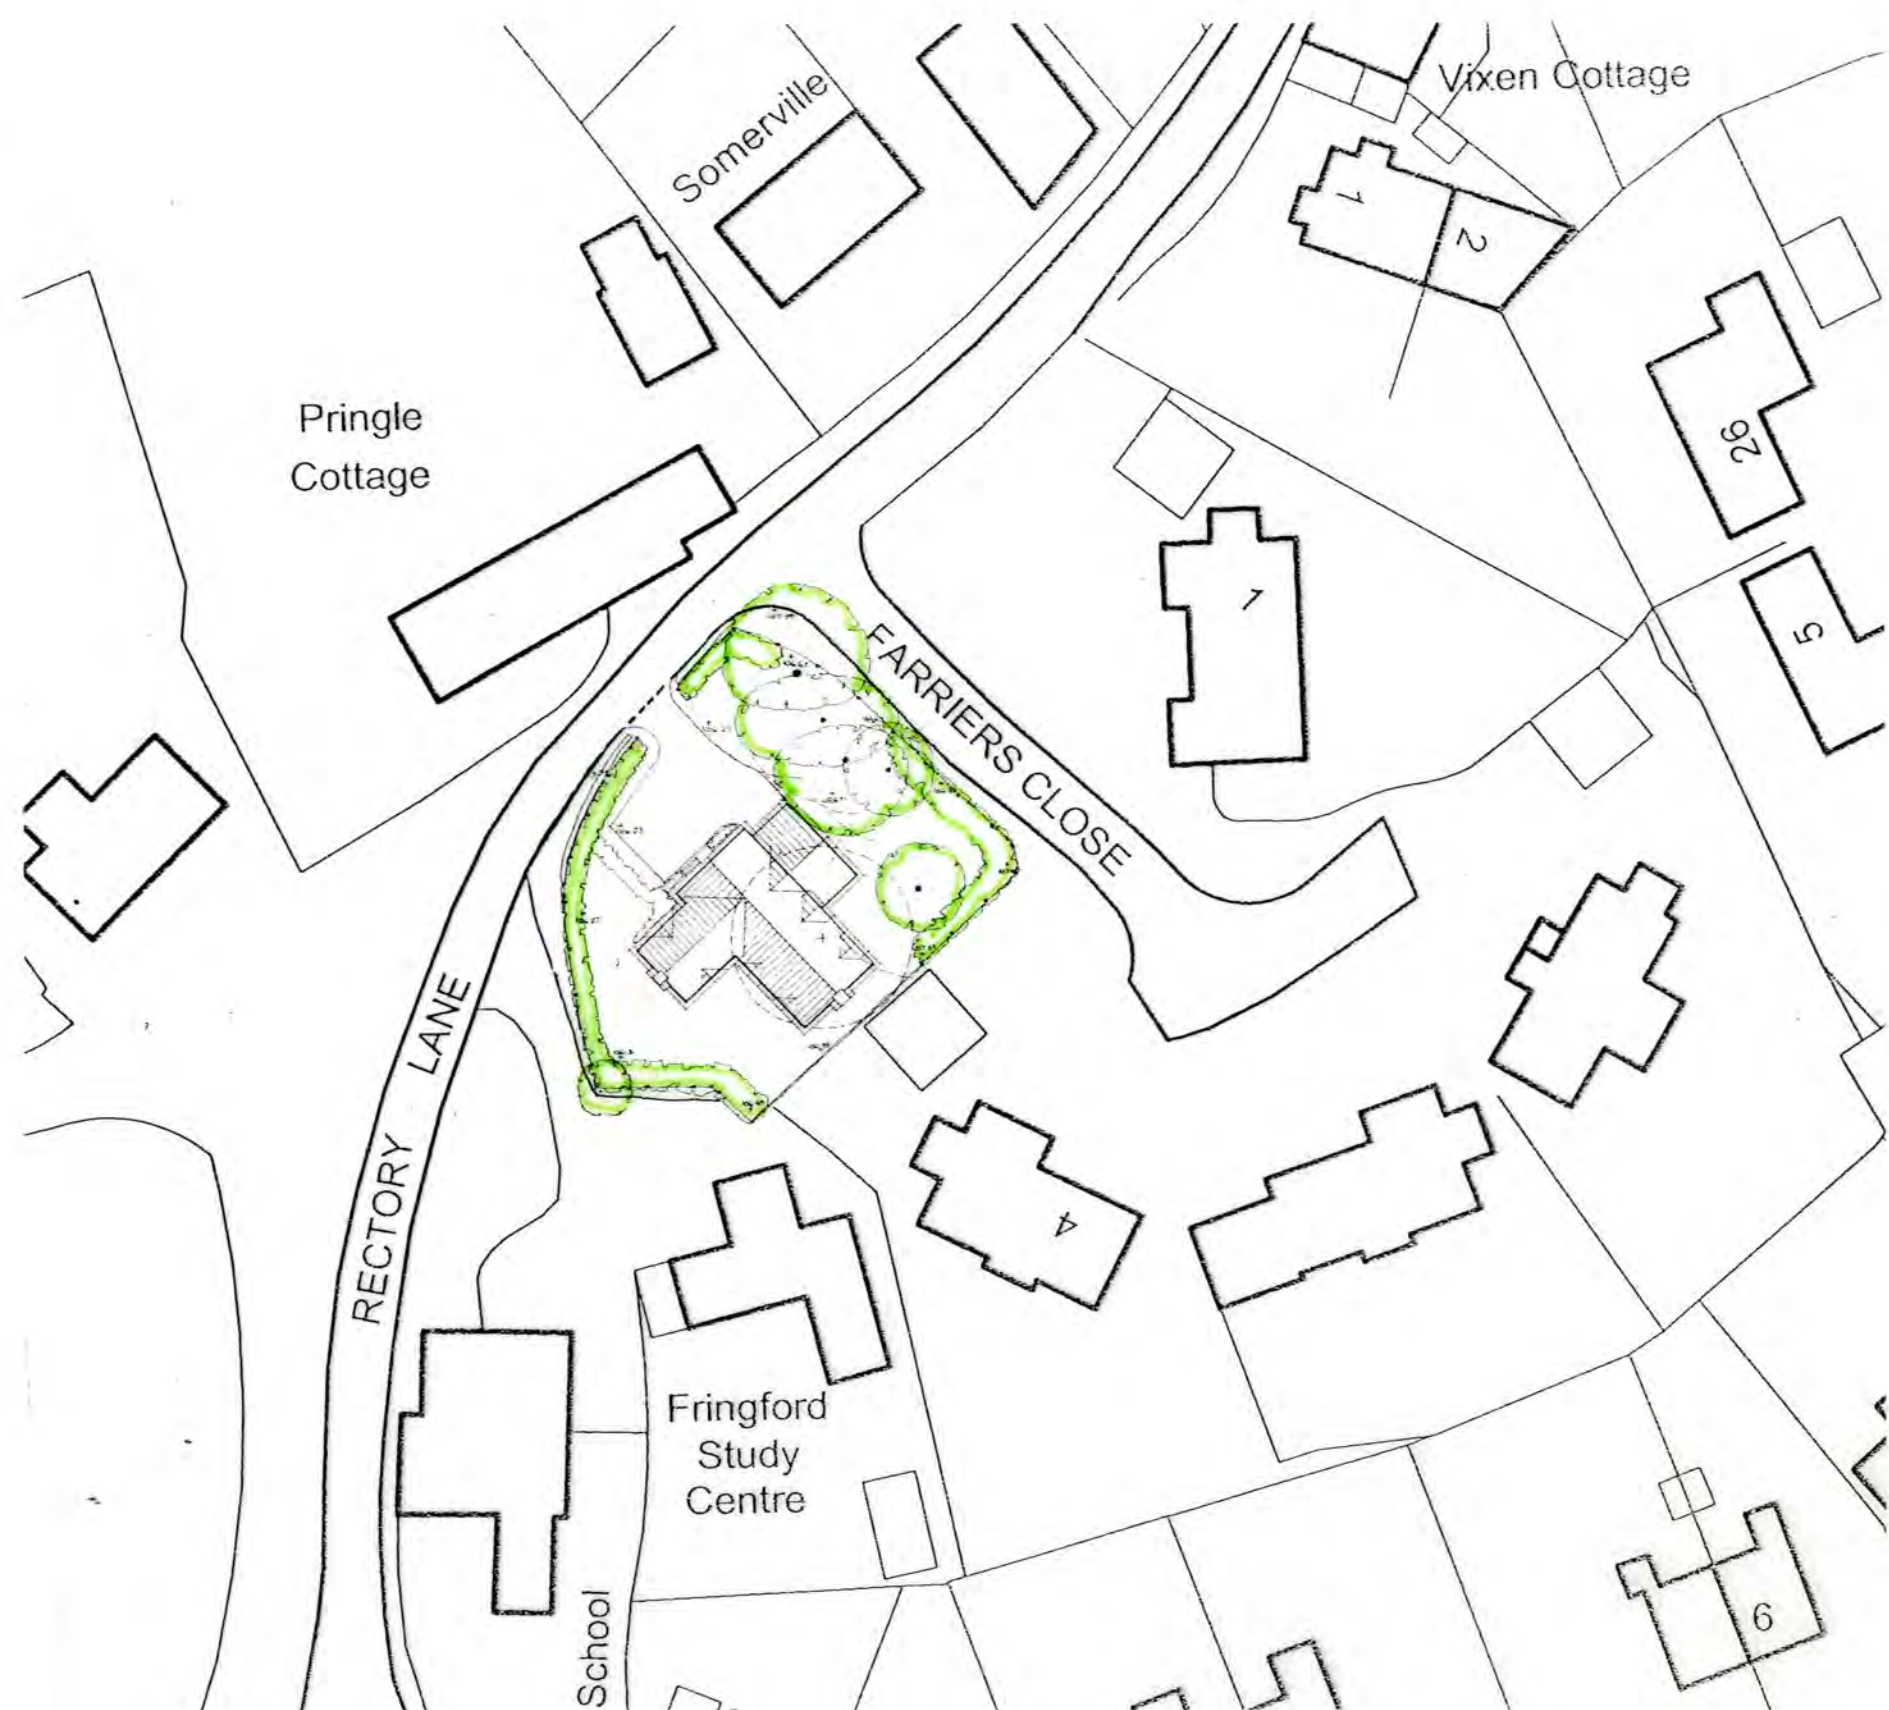 Vixen Cottage
Somerville
1
2
Pringle
Cottage
26
1
5
FARRIERS CLOSE
RECTORY LANE
4
Fringford
Study
Centre
School
6